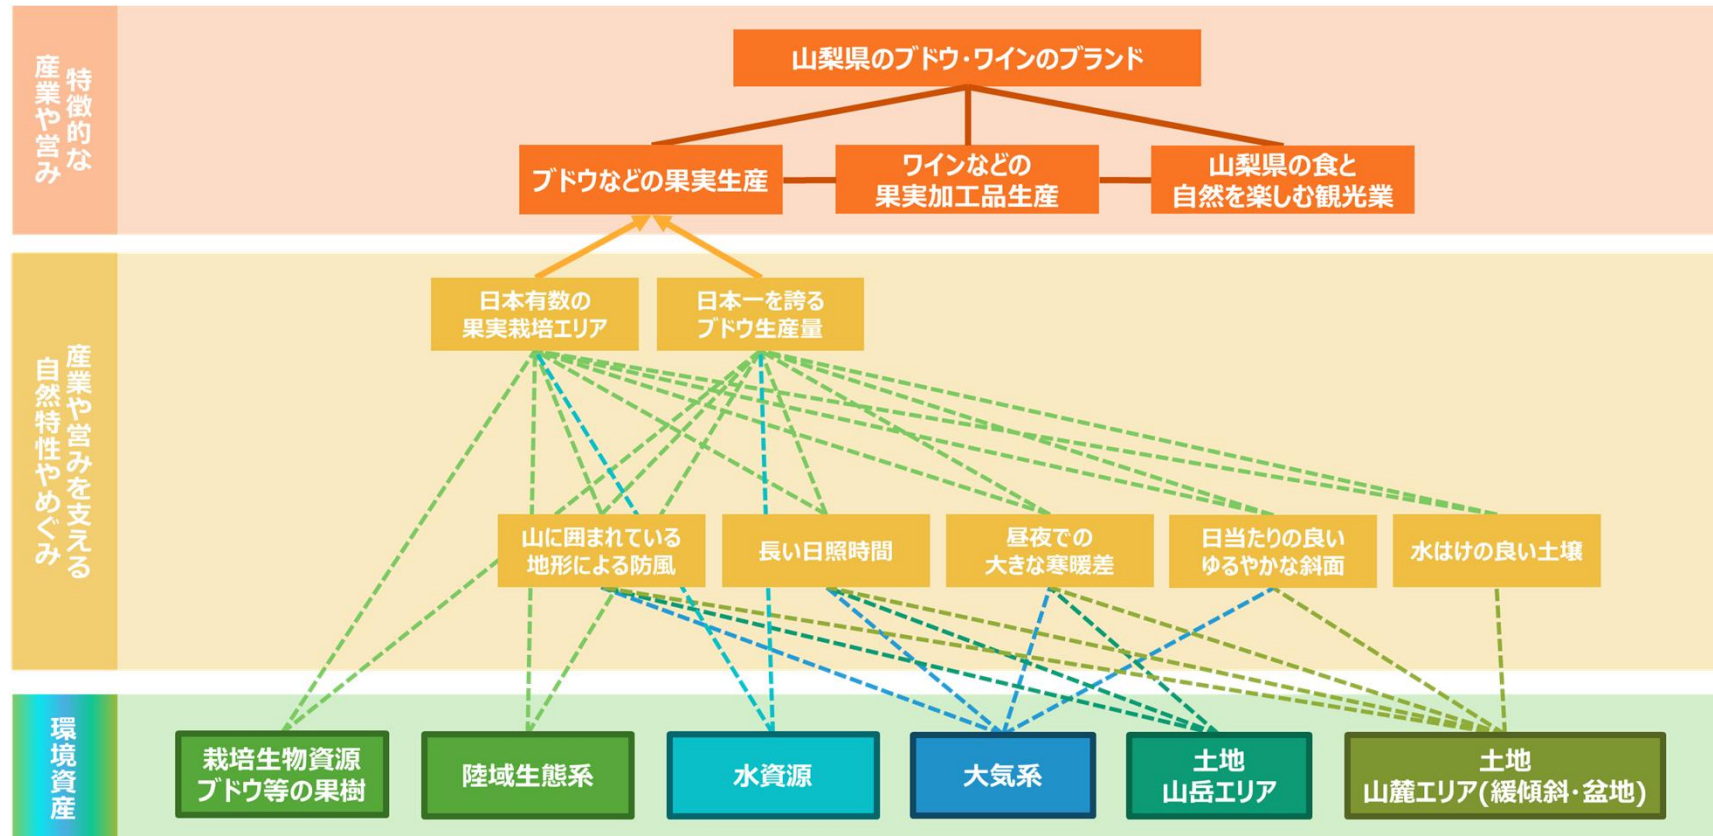 特徴的な
産業や営み
山梨県のブドウ・ワインのブランド
ブドウなどの果実生産
ワインなどの
果実加工品生産
山梨県の食と
自然を楽しむ観光業
産業や営みを支える
自然特性やめぐみ
日本有数の
果実栽培エリア
日本一を誇る
ブドウ生産量
山に囲まれている
地形による防風
長い日照時間
昼夜での
大きな寒暖差
日当たりの良い
ゆるやかな斜面
水はけの良い土壌
環境資産
栽培生物資源
ブドウ等の果樹
陸域生態系
水資源
大気系
土地
山岳エリア
土地
山麓エリア(緩傾斜・盆地)